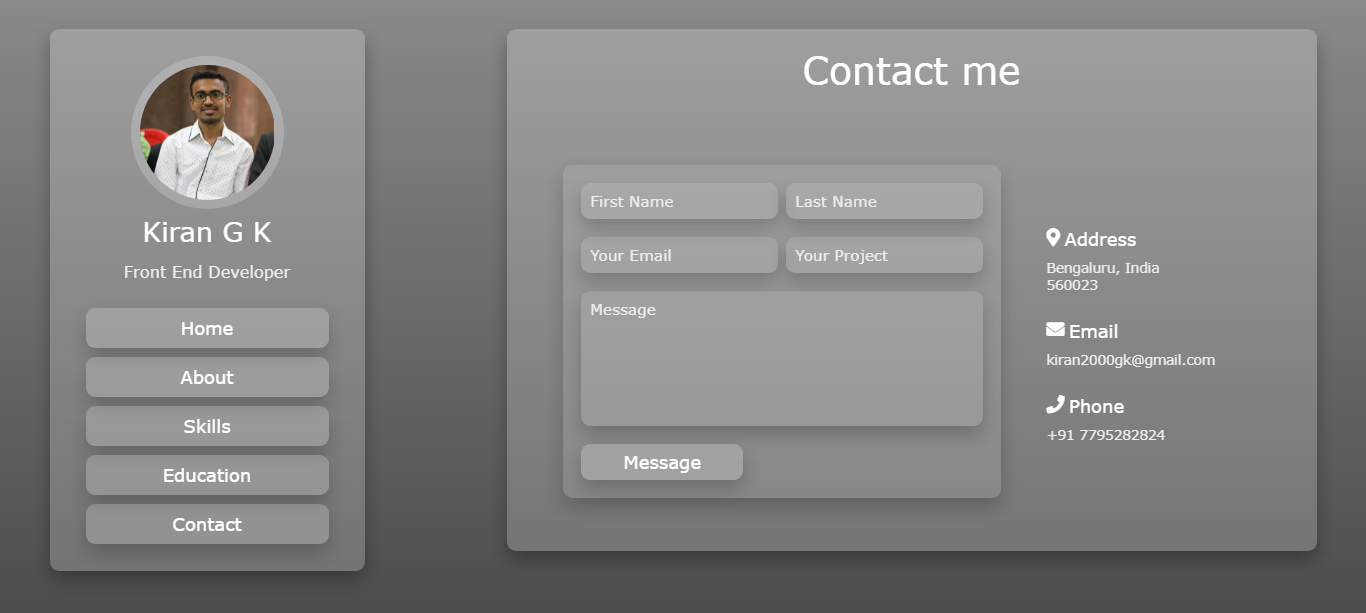 Kiran G K
Front End Developer
Home
About
Skills
Education
Contact
Contact me
First Name
Last Name
Your Email
Your Project
Message
Message
Address
Bengaluru, India
560023
Email
kiran2000gk@gmail.com
Phone
+91 7795282824